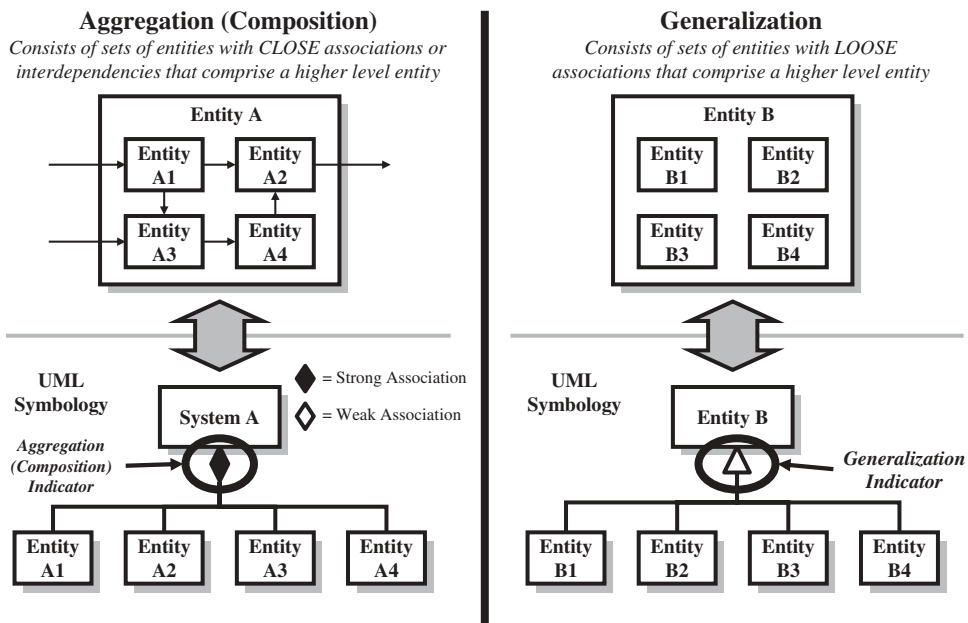 Aggregation (Composition)
Consists of sets of entities with CLOSE associations or
interdependencies that comprise a higher level entity
Entity A
Entity
A1
Entity
A2
Entity
A3
Entity
A4
UML
Symbology
= Strong Association
= Weak Association
System A
Aggregation
(Composition)
Indicator
Entity
A1
Entity
A2
Entity
A3
Entity
A4
Generalization
Consists of sets of entities with LOOSE
associations that comprise a higher level entity
Entity B
Entity
B1
Entity
B2
Entity
B3
Entity
B4
UML
Symbology
Entity B
Generalization
Indicator
Entity
B1
Entity
B2
Entity
B3
Entity
B4